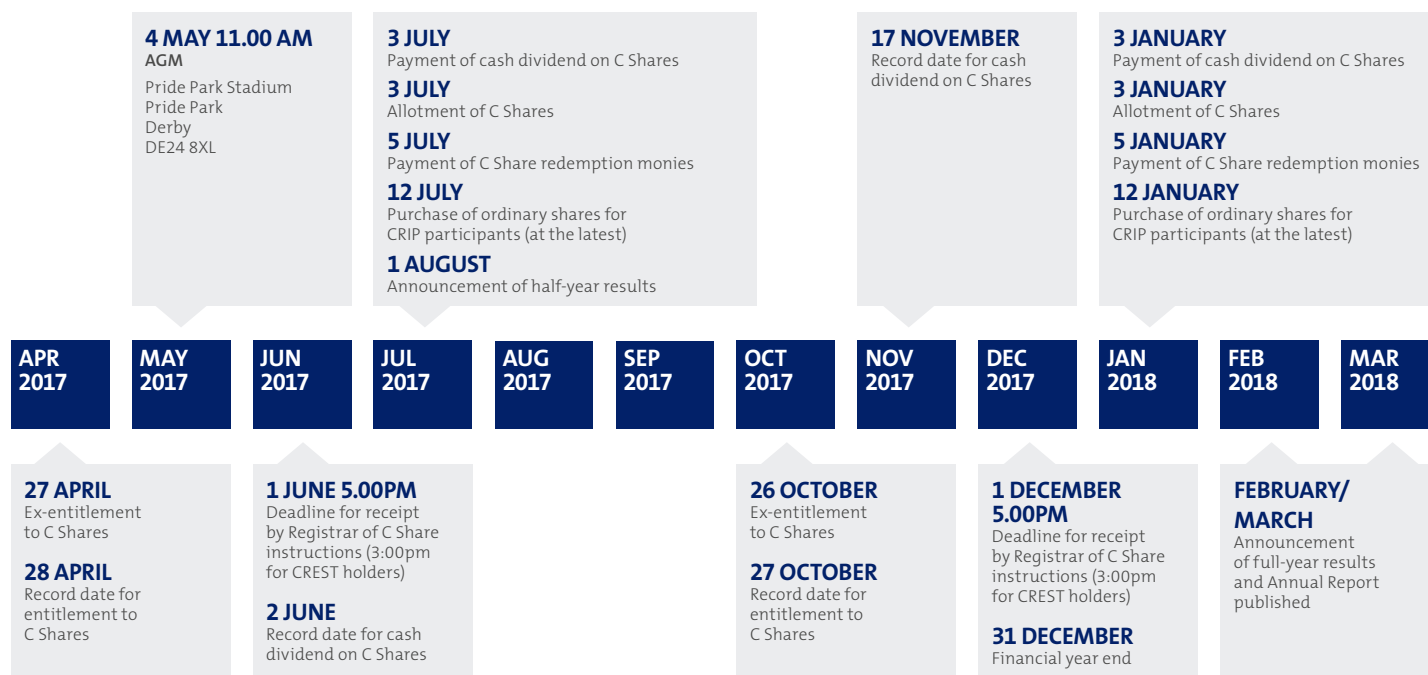 4 MAY 11.00 AM
AGM
Pride Park Stadium
Pride Park
Derby
DE24 8XL
3 JULY
Payment of cash dividend on C Shares
3 JULY
Allotment of C Shares
5 JULY
Payment of C Share redemption monies
12 JULY
Purchase of ordinary shares for
CRIP participants (at the latest)
1 AUGUST
Announcement of half-year results
17 NOVEMBER
Record date for cash
dividend on C Shares
3 JANUARY
Payment of cash dividend on C Shares
3 JANUARY
Allotment of C Shares
5 JANUARY
Payment of C Share redemption monies
12 JANUARY
Purchase of ordinary shares for
CRIP participants (at the latest)
APR
2017
MAY
2017
JUN
2017
JUL
2017
AUG
2017
SEP
2017
OCT
2017
NOV
2017
DEC
2017
JAN
2018
FEB
2018
MAR
2018
27 APRIL
Ex-entitlement
to C Shares
28 APRIL
Record date for
entitlement to
C Shares
1 JUNE 5.00PM
Deadline for receipt
by Registrar of C Share
instructions (3:00pm
for CREST holders)
2 JUNE
Record date for cash
dividend on C Shares
26 OCTOBER
Ex-entitlement
to C Shares
27 OCTOBER
Record date for
entitlement to
C Shares
1 DECEMBER
5.00PM
Deadline for receipt
by Registrar of C Share
instructions (3:00pm
for CREST holders)
31 DECEMBER
Financial year end
FEBRUARY/
MARCH
Announcement
of full-year results
and Annual Report
published